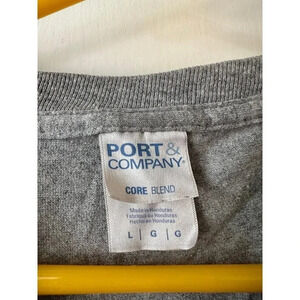 PORT &
COMPANY®
CORE BLEND
Made in Honduras
Fabriqué au Honduras
Hecho en Honduras
L | G | G